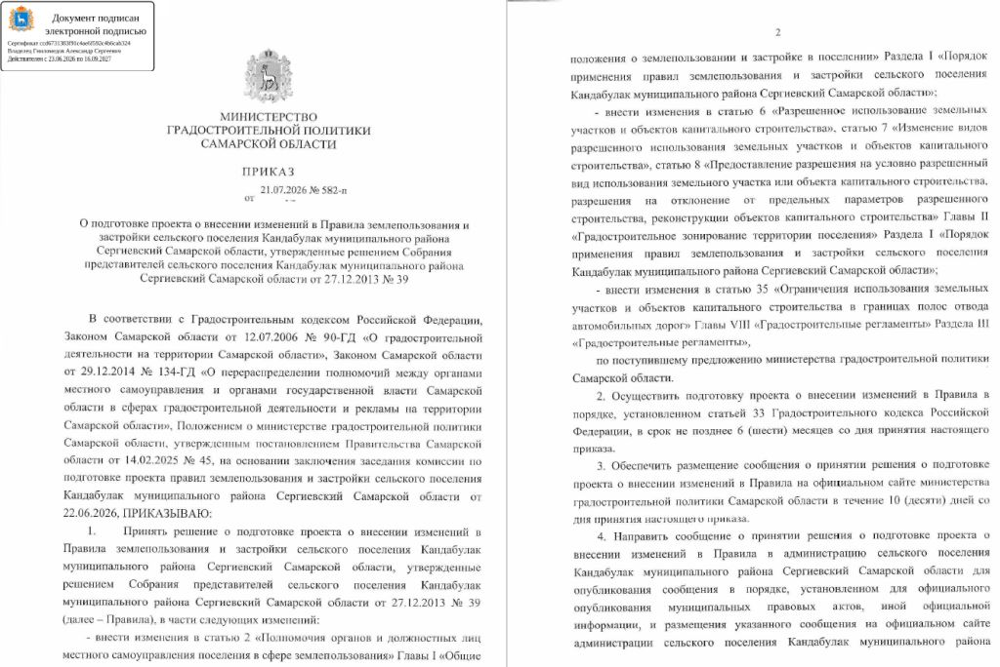 Документ подписан
электронной подписью
Владелец Гниломедов Александр Сергеевич
Действителен с 23.06.2026 по 16.09.2027
МИНИСТЕРСТВО
ГРАДОСТРОИТЕЛЬНОЙ ПОЛИТИКИ
САМАРСКОЙ ОБЛАСТИ
ПРИКАЗ
от 21.07.2026 № 582-п
О подготовке проекта о внесении изменений в Правила землепользования и
застройки сельского поселения Кандабулак муниципального района
Сергиевский Самарской области, утвержденные решением Собрания
представителей сельского поселения Кандабулак муниципального района
Сергиевский Самарской области от 27.12.2013 № 39
В соответствии с Градостроительным кодексом Российской Федерации,
Законом Самарской области от 12.07.2006 № 90-ГД «О градостроительной
деятельности на территории Самарской области», Законом Самарской области
от 29.12.2014 № 134-ГД «О перераспределении полномочий между органами
местного самоуправления и органами государственной власти Самарской
области в сферах градостроительной деятельности и рекламы на территории
Самарской области», Положением о министерстве градостроительной политики
Самарской области, утвержденным постановлением Правительства Самарской
области от 14.02.2025 № 45, на основании заключения заседания комиссии по
подготовке проекта правил землепользования и застройки сельского поселения
Кандабулак муниципального района Сергиевский Самарской области от
22.06.2026, ПРИКАЗЫВАЮ:
1. Принять решение о подготовке проекта о внесении изменений в
Правила землепользования и застройки сельского поселения Кандабулак
муниципального района Сергиевский Самарской области, утвержденные
решением Собрания представителей сельского поселения Кандабулак
муниципального района Сергиевский Самарской области от 27.12.2013 № 39
(далее – Правила), в части следующих изменений:
- внести изменения в статью 2 «Полномочия органов и должностных лиц
местного самоуправления поселения в сфере землепользования» Главы I «Общие
2
положения о землепользовании и застройке в поселении» Раздела I «Порядок
применения правил землепользования и застройки сельского поселения
Кандабулак муниципального района Сергиевский Самарской области»;
- внести изменения в статью 6 «Разрешенное использование земельных
участков и объектов капитального строительства», статью 7 «Изменение видов
разрешенного использования земельных участков и объектов капитального
строительства», статью 8 «Предоставление разрешения на условно разрешенный
вид использования земельного участка или объекта капитального строительства,
разрешения на отклонение от предельных параметров разрешенного
строительства, реконструкции объектов капитального строительства» Главы II
«Градостроительное зонирование территории поселения» Раздела I «Порядок
применения правил землепользования и застройки сельского поселения
Кандабулак муниципального района Сергиевский Самарской области»;
- внести изменения в статью 35 «Ограничения использования земельных
участков и объектов капитального строительства в границах полос отвода
автомобильных дорог» Главы VIII «Градостроительные регламенты» Раздела III
«Градостроительные регламенты»,
по поступившему предложению министерства градостроительной политики
Самарской области.
2. Осуществить подготовку проекта о внесении изменений в Правила в
порядке, установленном статьей 33 Градостроительного кодекса Российской
Федерации, в срок не позднее 6 (шести) месяцев со дня принятия настоящего
приказа.
3. Обеспечить размещение сообщения о принятии решения о подготовке
проекта о внесении изменений в Правила на официальном сайте министерства
градостроительной политики Самарской области в течение 10 (десяти) дней со
дня принятия настоящего приказа.
4. Направить сообщение о принятии решения о подготовке проекта о
внесении изменений в Правила в администрацию сельского поселения
Кандабулак муниципального района Сергиевский Самарской области для
опубликования сообщения в порядке, установленном для официального
опубликования муниципальных правовых актов, иной официальной
информации, и размещения указанного сообщения на официальном сайте
администрации сельского поселения Кандабулак муниципального района